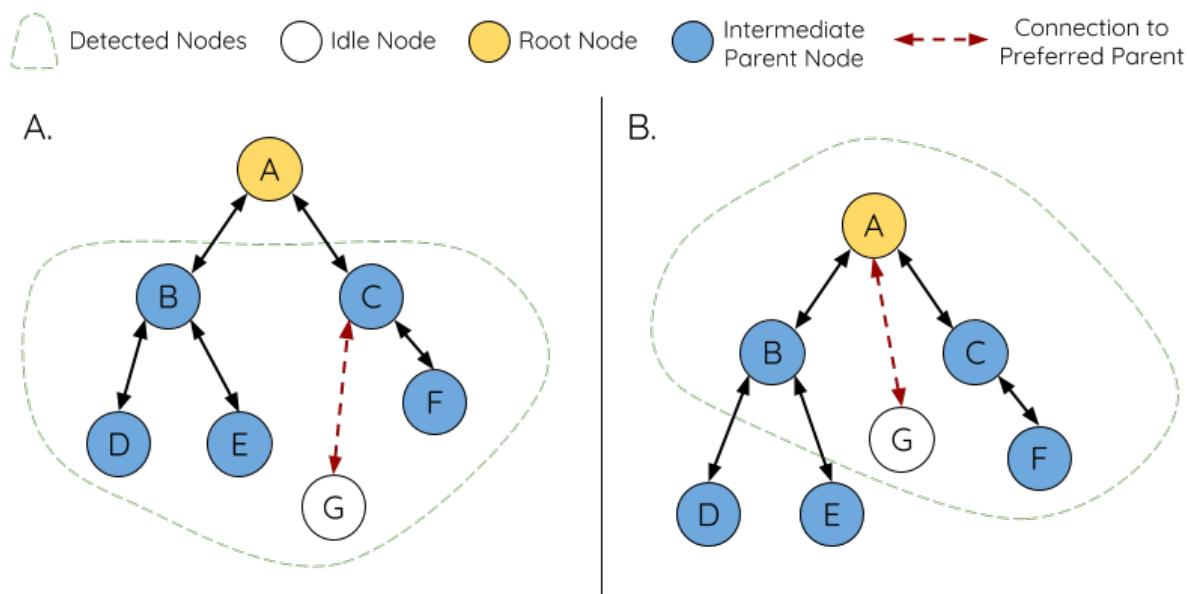 Detected Nodes
Idle Node
Root Node
Intermediate
Parent Node
Connection to
Preferred Parent
A.
A
B
C
D
E
F
G
B.
A
B
C
G
F
D
E